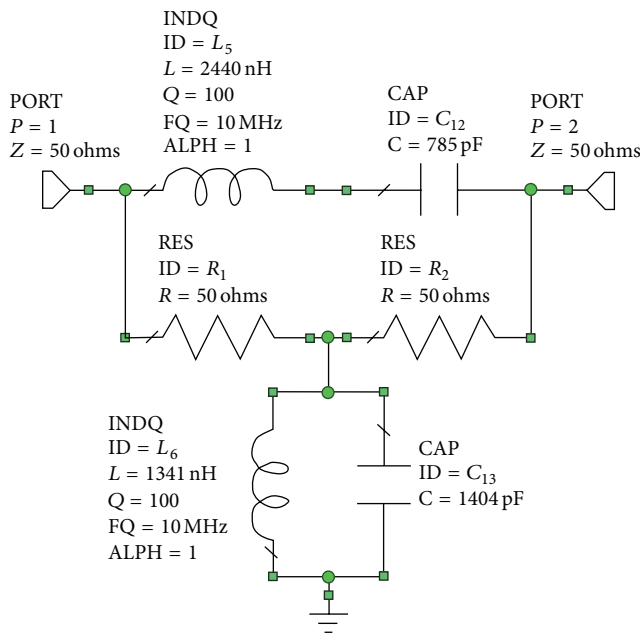 INDQ
ID = L₅
L = 2440 nH
Q = 100
FQ = 10 MHz
ALPH = 1
PORT
P = 1
Z = 50 ohms
CAP
ID = C₁₂
C = 785 pF
PORT
P = 2
Z = 50 ohms
RES
ID = R₁
R = 50 ohms
RES
ID = R₂
R = 50 ohms
INDQ
ID = L₆
L = 1341 nH
Q = 100
FQ = 10 MHz
ALPH = 1
CAP
ID = C₁₃
C = 1404 pF